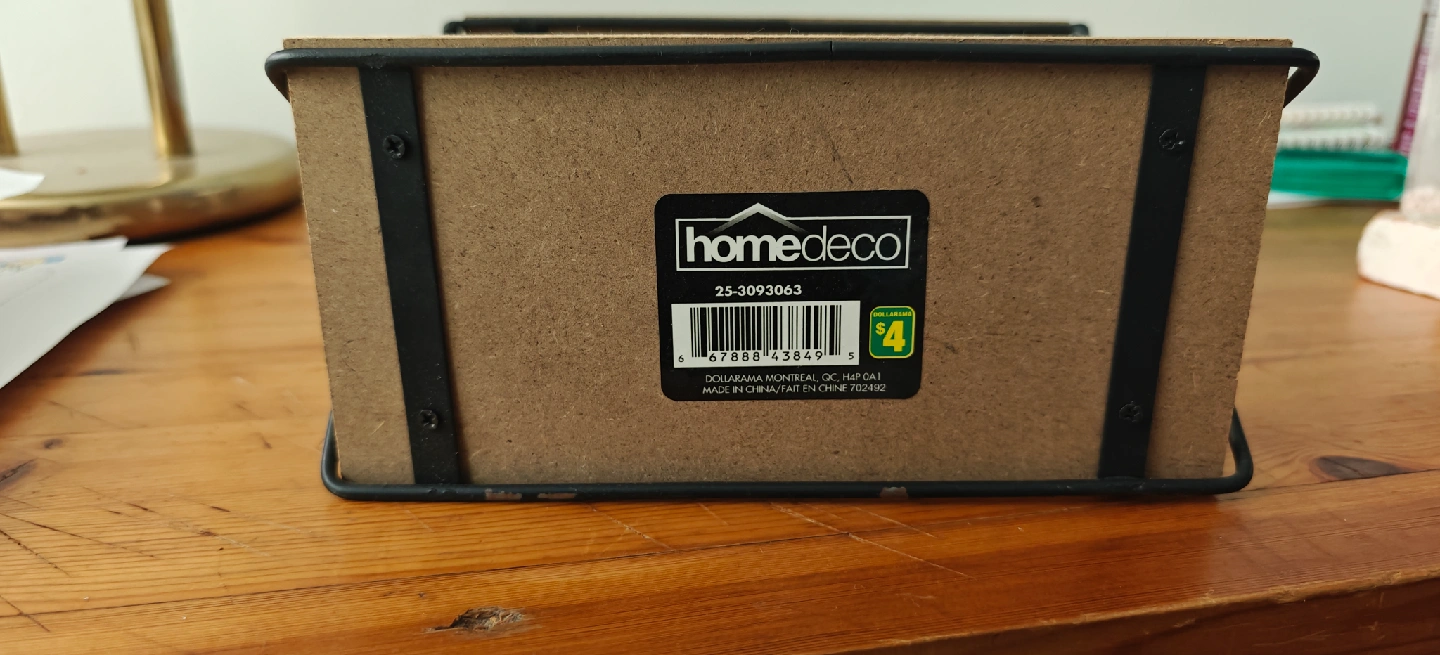 homedeco
25-3093063
DOLLARAMA
$4
6 67888 43849 5
DOLLARAMA MONTREAL, QC, H4P 0A1
MADE IN CHINA/FAIT EN CHINE 702492